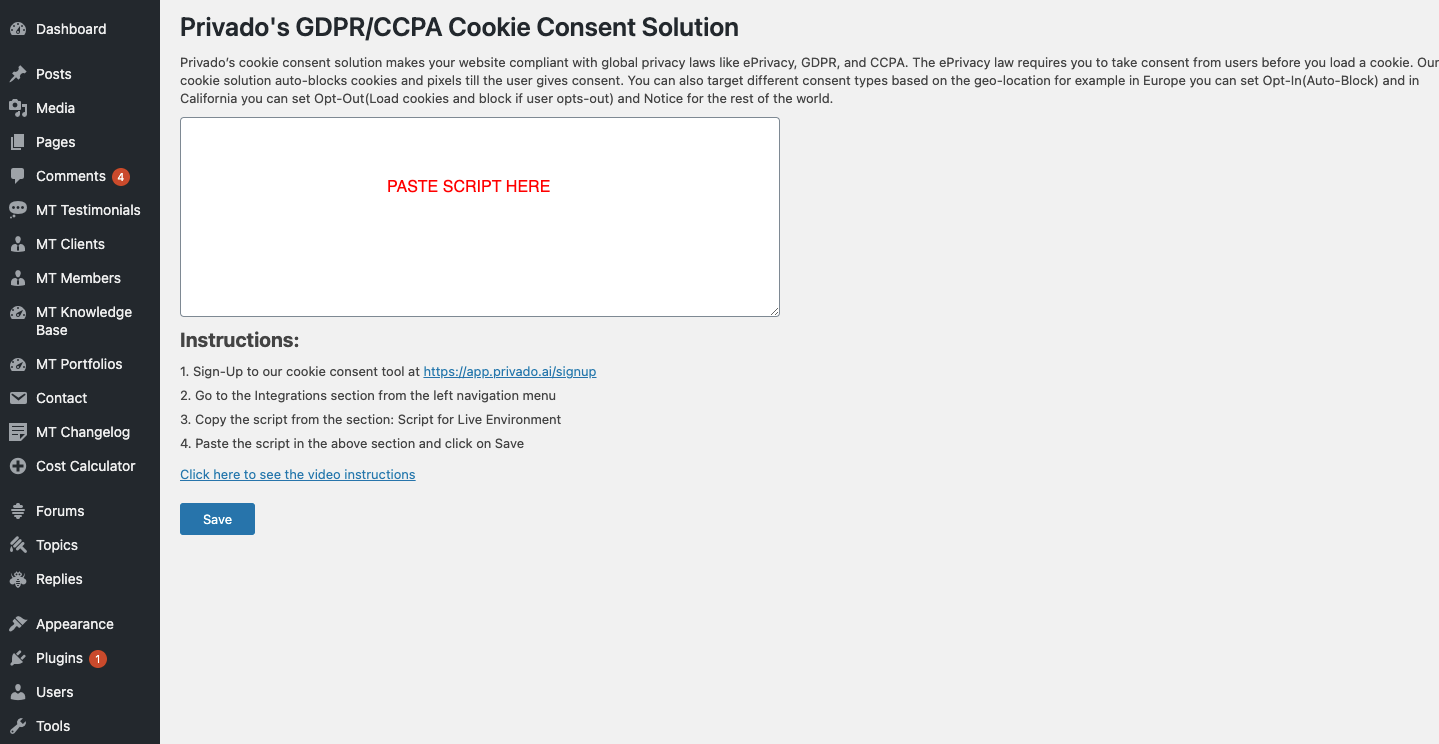 Dashboard
Posts
Media
Pages
Comments 4
MT Testimonials
MT Clients
MT Members
MT Knowledge
Base
MT Portfolios
Contact
MT Changelog
Cost Calculator
Forums
Topics
Replies
Appearance
Plugins 1
Users
Tools
Privado's GDPR/CCPA Cookie Consent Solution
Privado's cookie consent solution makes your website compliant with global privacy laws like ePrivacy, GDPR, and CCPA. The ePrivacy law requires you to take consent from users before you load a cookie. Our
cookie solution auto-blocks cookies and pixels till the user gives consent. You can also target different consent types based on the geo-location for example in Europe you can set Opt-In(Auto-Block) and in
California you can set Opt-Out(Load cookies and block if user opts-out) and Notice for the rest of the world.
PASTE SCRIPT HERE
Instructions:
1. Sign-Up to our cookie consent tool at https://app.privado.ai/signup
2. Go to the Integrations section from the left navigation menu
3. Copy the script from the section: Script for Live Environment
4. Paste the script in the above section and click on Save
Click here to see the video instructions
Save